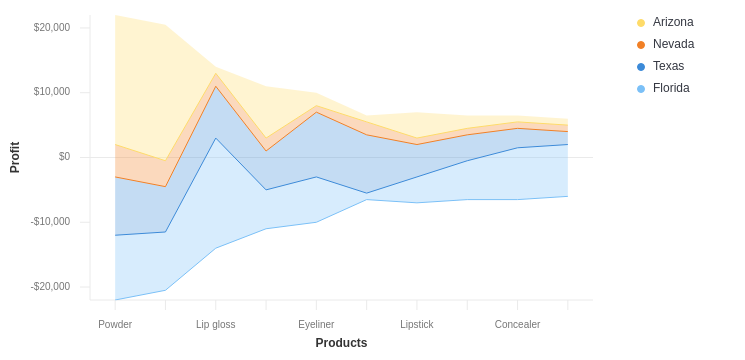 $20,000
$10,000
$0
-$10,000
-$20,000
Profit
Powder
Lip gloss
Eyeliner
Lipstick
Concealer
Products
Arizona
Nevada
Texas
Florida